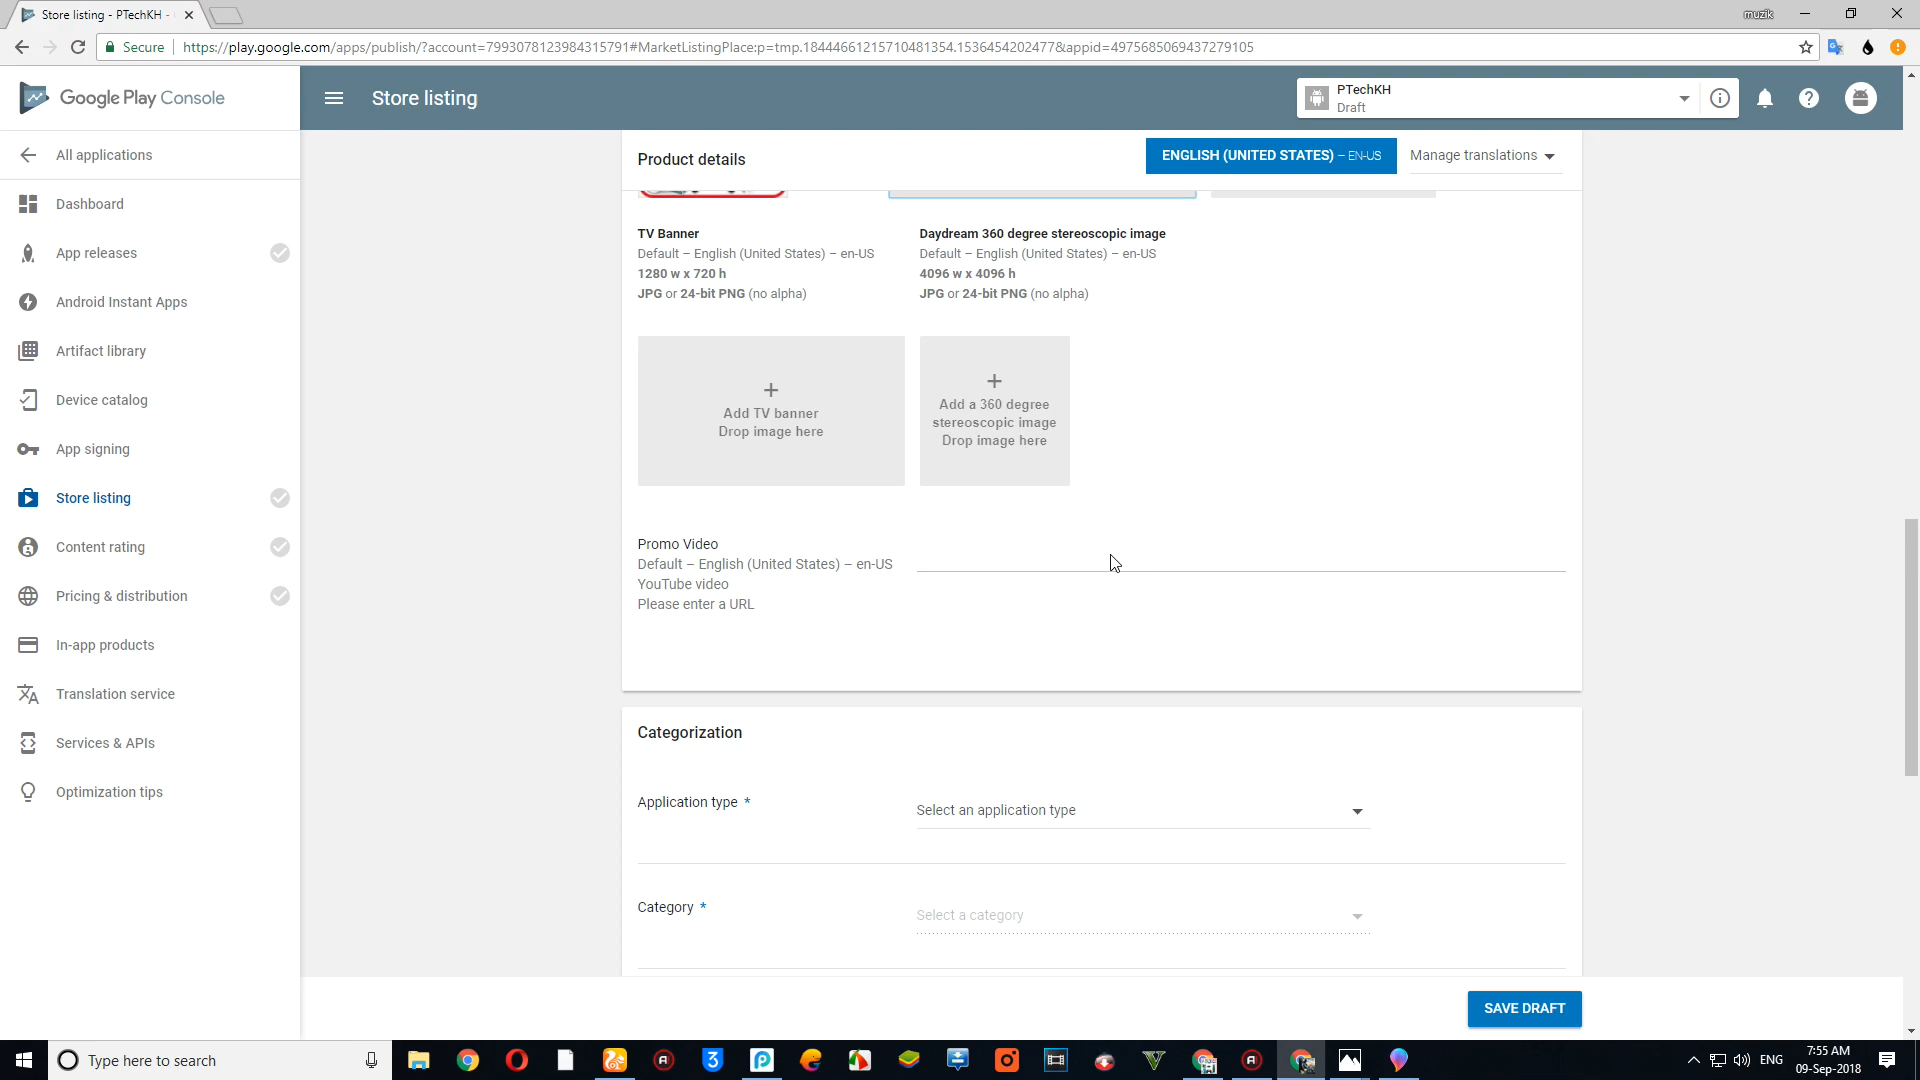 Store listing - PTechKH -
muzik
Secure
https://play.google.com/apps/publish/?account=7993078123984315791#MarketListingPlace:p=tmp.18444661215710481354.1536454202477&appid=4975685069437279105
Google Play Console
Store listing
PTechKH
Draft
All applications
Dashboard
App releases
Android Instant Apps
Artifact library
Device catalog
App signing
Store listing
Content rating
Pricing & distribution
In-app products
Translation service
Services & APIs
Optimization tips
Product details
ENGLISH (UNITED STATES) – EN-US
Manage translations
TV Banner
Default – English (United States) – en-US
1280 w x 720 h
JPG or 24-bit PNG (no alpha)
Daydream 360 degree stereoscopic image
Default – English (United States) – en-US
4096 w x 4096 h
JPG or 24-bit PNG (no alpha)
+
Add TV banner
Drop image here
+
Add a 360 degree
stereoscopic image
Drop image here
Promo Video
Default – English (United States) – en-US
YouTube video
Please enter a URL
Categorization
Application type *
Select an application type
Category *
Select a category
SAVE DRAFT
Type here to search
ENG
7:55 AM
09-Sep-2018